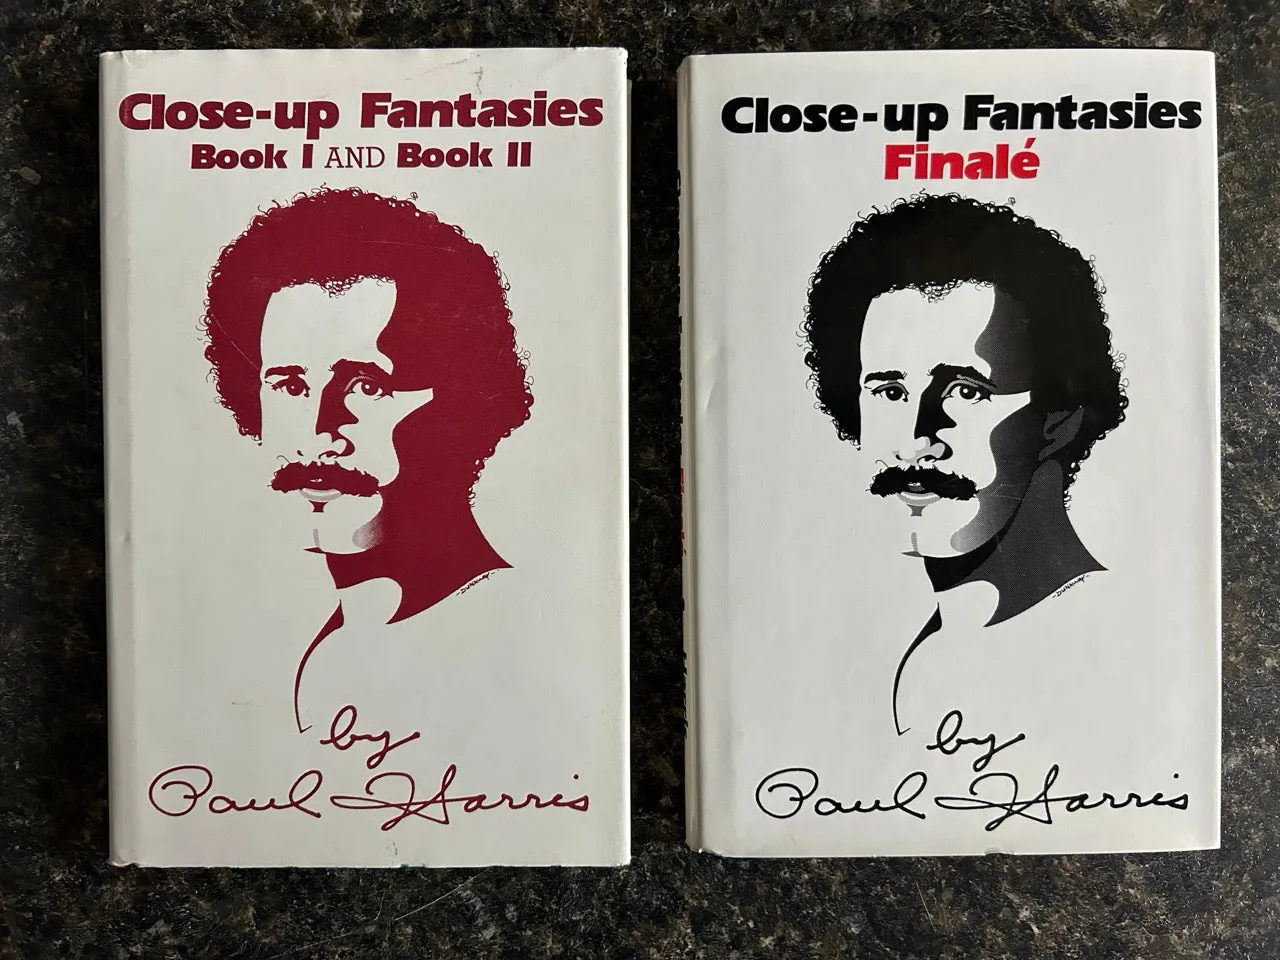 Close-up Fantasies
Book I AND Book II
by
Paul Harris
Close-up Fantasies
Finalé
by
Paul Harris